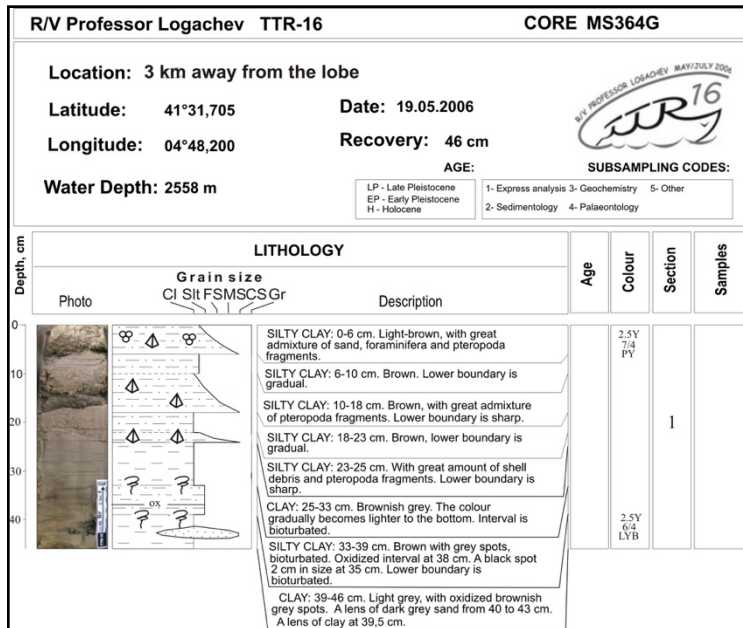 R/V Professor Logachev TTR-16 CORE MS364G
Location: 3 km away from the lobe
Latitude: 41°31,705
Date: 19.05.2006
Longitude: 04°48,200
Recovery: 46 cm
Water Depth: 2558 m
R/V PROFESSOR LOGACHEV MAY/JULY 2006
TTR 16
AGE:
LP - Late Pleistocene
EP - Early Pleistocene
H - Holocene
SUBSAMPLING CODES:
1- Express analysis 3- Geochemistry 5- Other
2- Sedimentology 4- Palaeontology
Depth, cm
LITHOLOGY
Grain size
Cl Slt FSMSCS Gr
Photo
Description
Age
Colour
Section
Samples
0
10
20
30
40
ox
SILTY CLAY: 0-6 cm. Light-brown, with great
admixture of sand, foraminifera and pteropoda
fragments.
SILTY CLAY: 6-10 cm. Brown. Lower boundary is
gradual.
SILTY CLAY: 10-18 cm. Brown, with great admixture
of pteropoda fragments. Lower boundary is sharp.
SILTY CLAY: 18-23 cm. Brown, lower boundary is
gradual.
SILTY CLAY: 23-25 cm. With great amount of shell
debris and pteropoda fragments. Lower boundary is
sharp.
CLAY: 25-33 cm. Brownish grey. The colour
gradually becomes lighter to the bottom. Interval is
bioturbated.
SILTY CLAY: 33-39 cm. Brown with grey spots,
bioturbated. Oxidized interval at 38 cm. A black spot
2 cm in size at 35 cm. Lower boundary is
bioturbated.
CLAY: 39-46 cm. Light grey, with oxidized brownish
grey spots. A lens of dark grey sand from 40 to 43 cm.
A lens of clay at 39,5 cm.
2.5Y
7/4
PY
2.5Y
6/4
LYB
1